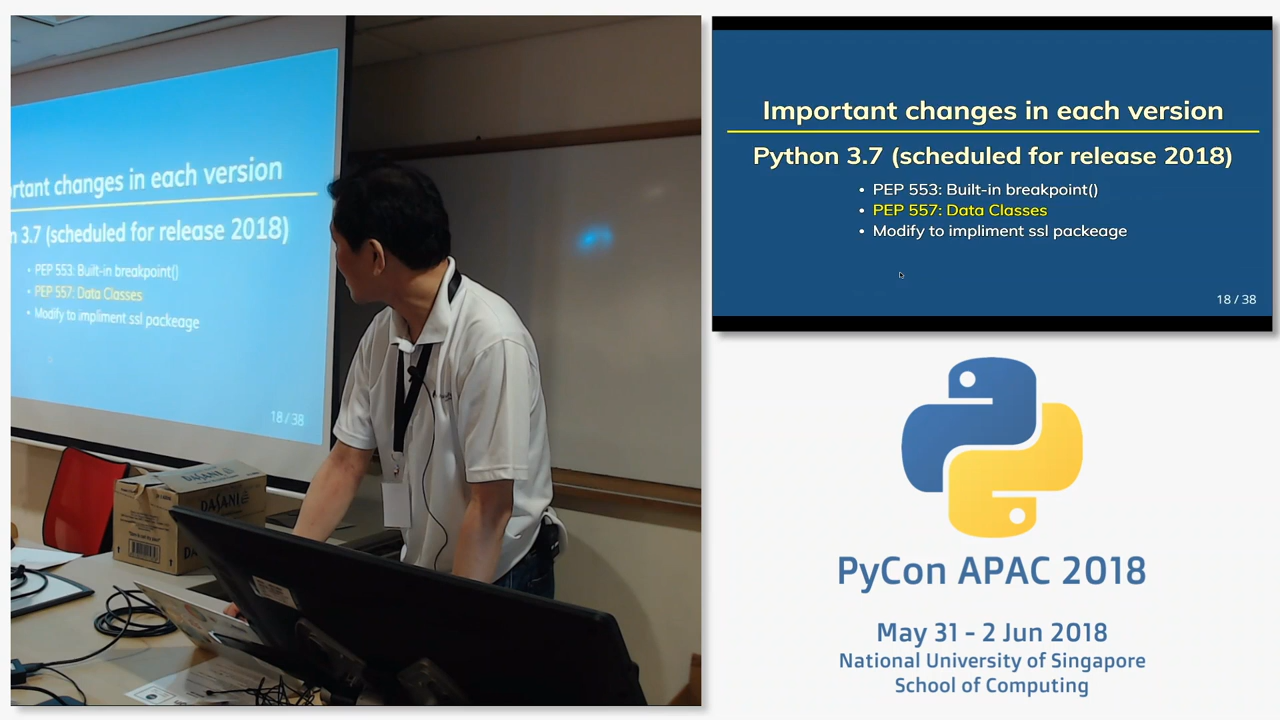 ortant changes in each version
n 3.7 (scheduled for release 2018)
• PEP 553: Built-in breakpoint()
• PEP 557: Data Classes
• Modify to impliment ssl packeage
18 / 38
DASANI
DASANI
Important changes in each version
Python 3.7 (scheduled for release 2018)
• PEP 553: Built-in breakpoint()
• PEP 557: Data Classes
• Modify to impliment ssl packeage
18 / 38
PyCon APAC 2018
May 31 - 2 Jun 2018
National University of Singapore
School of Computing